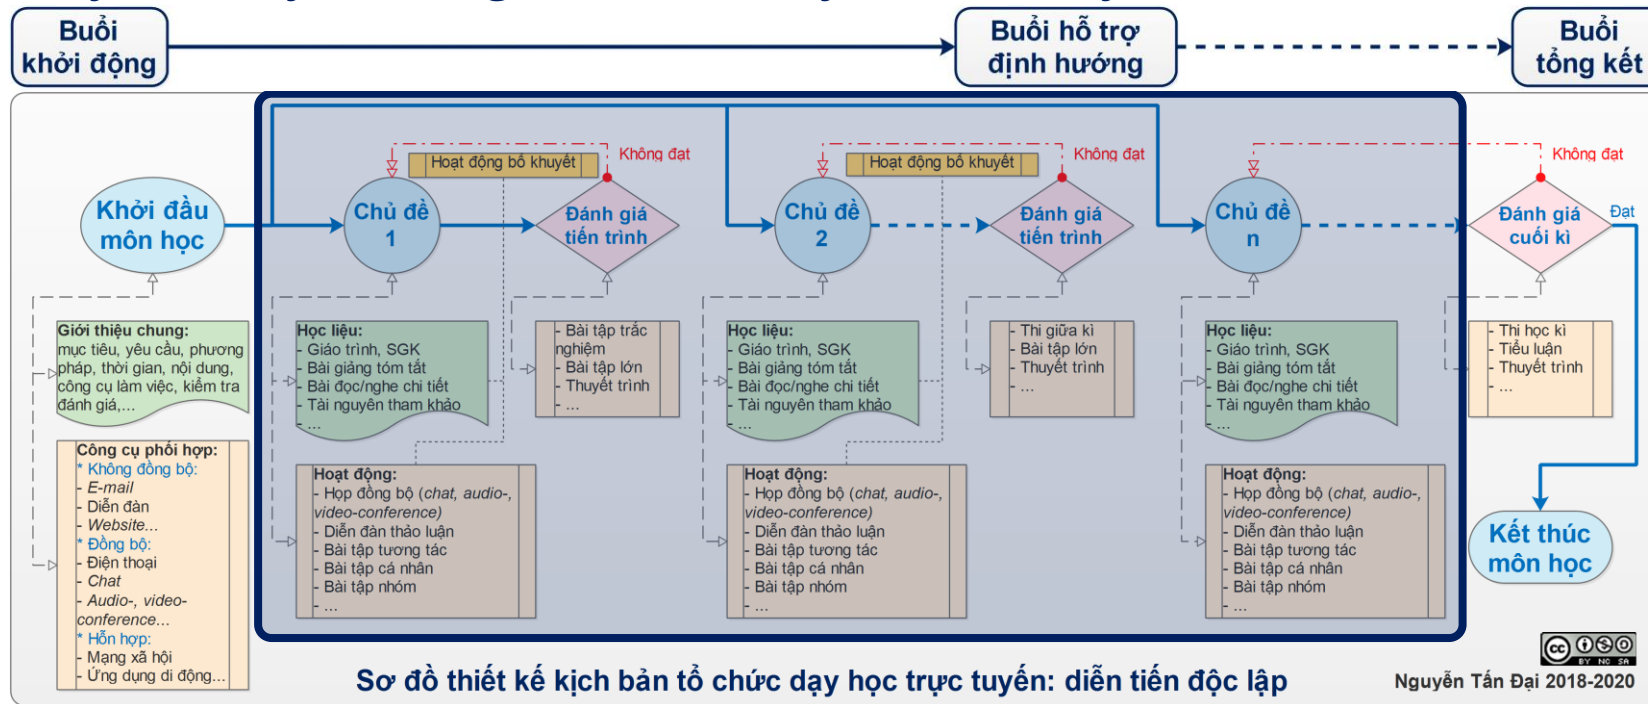 Buổi
khởi động
Buổi hỗ trợ
định hướng
Buổi
tổng kết
Khởi đầu
môn học
Giới thiệu chung:
mục tiêu, yêu cầu, phương
pháp, thời gian, nội dung,
công cụ làm việc, kiểm tra
đánh giá,...
Công cụ phối hợp:
* Không đồng bộ:
- E-mail
- Diễn đàn
- Website...
* Đồng bộ:
- Điện thoại
- Chat
- Audio-, video-
conference...
* Hỗn hợp:
- Mạng xã hội
- Ứng dụng di động...
Hoạt động bổ khuyết
Không đạt
Chủ đề
1
Đánh giá
tiến trình
Học liệu:
- Giáo trình, SGK
- Bài giảng tóm tắt
- Bài đọc/nghe chi tiết
- Tài nguyên tham khảo
- ...
- Bài tập trắc
nghiệm
- Bài tập lớn
- Thuyết trình
- ...
Hoạt động:
- Họp đồng bộ (chat, audio-,
video-conference)
- Diễn đàn thảo luận
- Bài tập tương tác
- Bài tập cá nhân
- Bài tập nhóm
- ...
Hoạt động bổ khuyết
Không đạt
Chủ đề
2
Đánh giá
tiến trình
Học liệu:
- Giáo trình, SGK
- Bài giảng tóm tắt
- Bài đọc/nghe chi tiết
- Tài nguyên tham khảo
- ...
- Thi giữa kì
- Bài tập lớn
- Thuyết trình
- ...
Hoạt động:
- Họp đồng bộ (chat, audio-,
video-conference)
- Diễn đàn thảo luận
- Bài tập tương tác
- Bài tập cá nhân
- Bài tập nhóm
- ...
Không đạt
Chủ đề
n
Đánh giá
cuối kì
Đạt
Học liệu:
- Giáo trình, SGK
- Bài giảng tóm tắt
- Bài đọc/nghe chi tiết
- Tài nguyên tham khảo
- ...
- Thi học kì
- Tiểu luận
- Thuyết trình
- ...
Hoạt động:
- Họp đồng bộ (chat, audio-,
video-conference)
- Diễn đàn thảo luận
- Bài tập tương tác
- Bài tập cá nhân
- Bài tập nhóm
- ...
Kết thúc
môn học
Sơ đồ thiết kế kịch bản tổ chức dạy học trực tuyến: diễn tiến độc lập
cc
BY NC SA
Nguyễn Tấn Đại 2018-2020